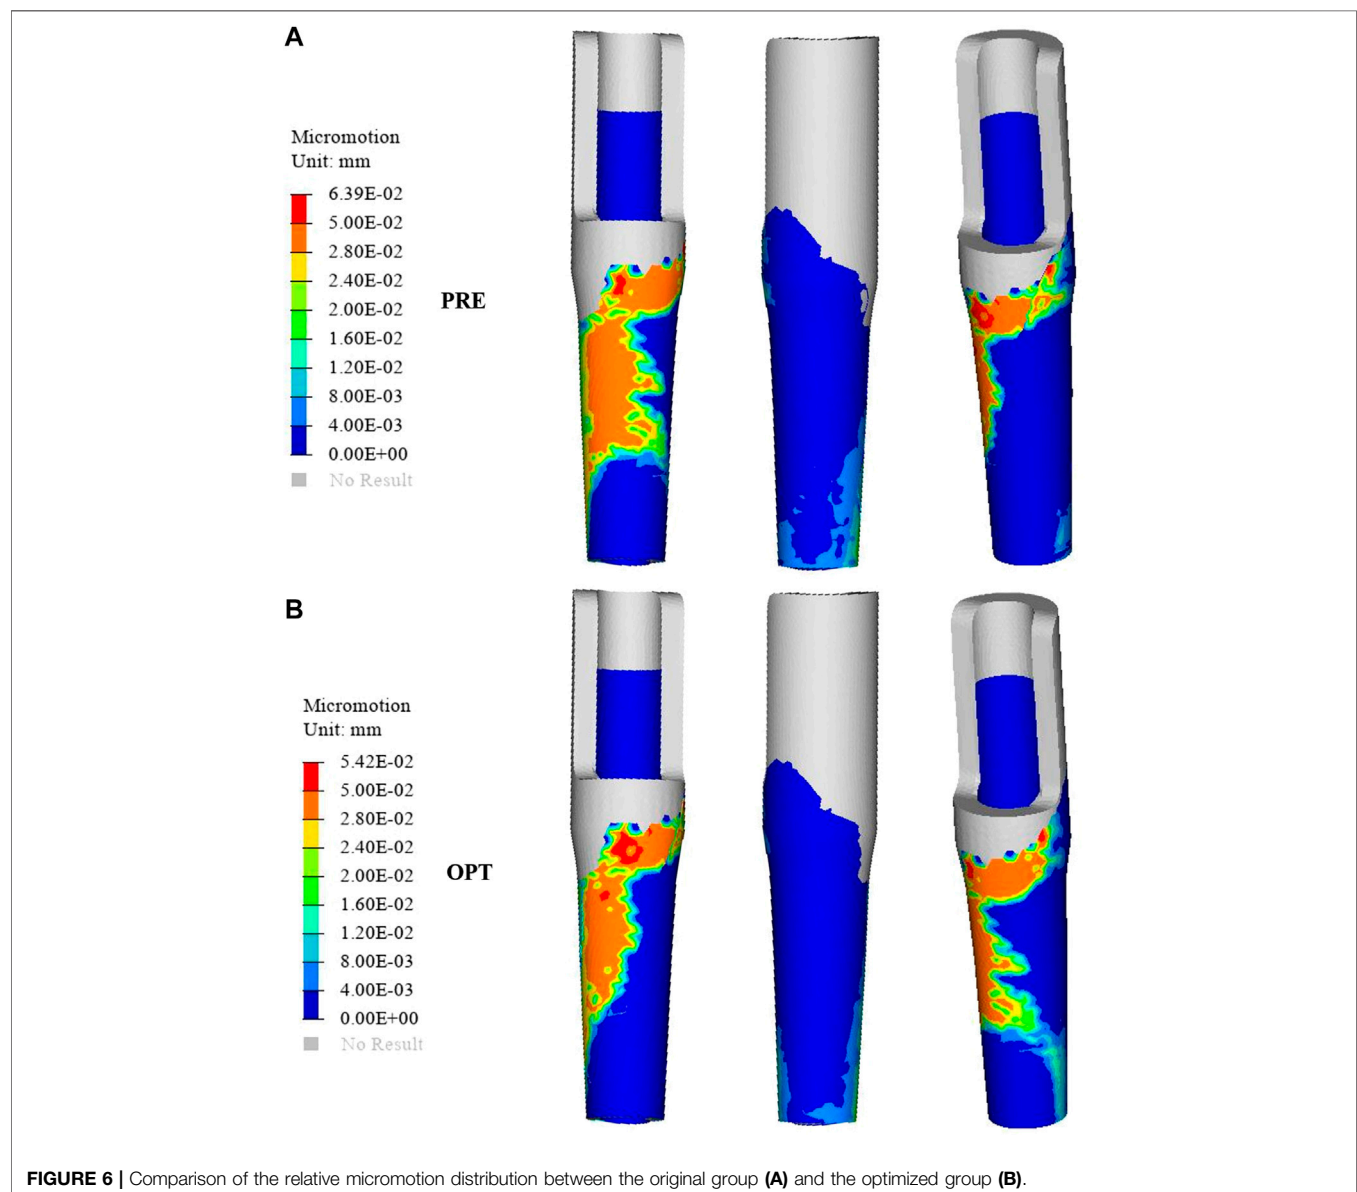 A
Micromotion
Unit: mm
6.39E-02
5.00E-02
2.80E-02
2.40E-02
2.00E-02
1.60E-02
1.20E-02
8.00E-03
4.00E-03
0.00E+00
No Result
PRE
B
Micromotion
Unit: mm
5.42E-02
5.00E-02
2.80E-02
2.40E-02
2.00E-02
1.60E-02
1.20E-02
8.00E-03
4.00E-03
0.00E+00
No Result
OPT
FIGURE 6 | Comparison of the relative micromotion distribution between the original group (A) and the optimized group (B).